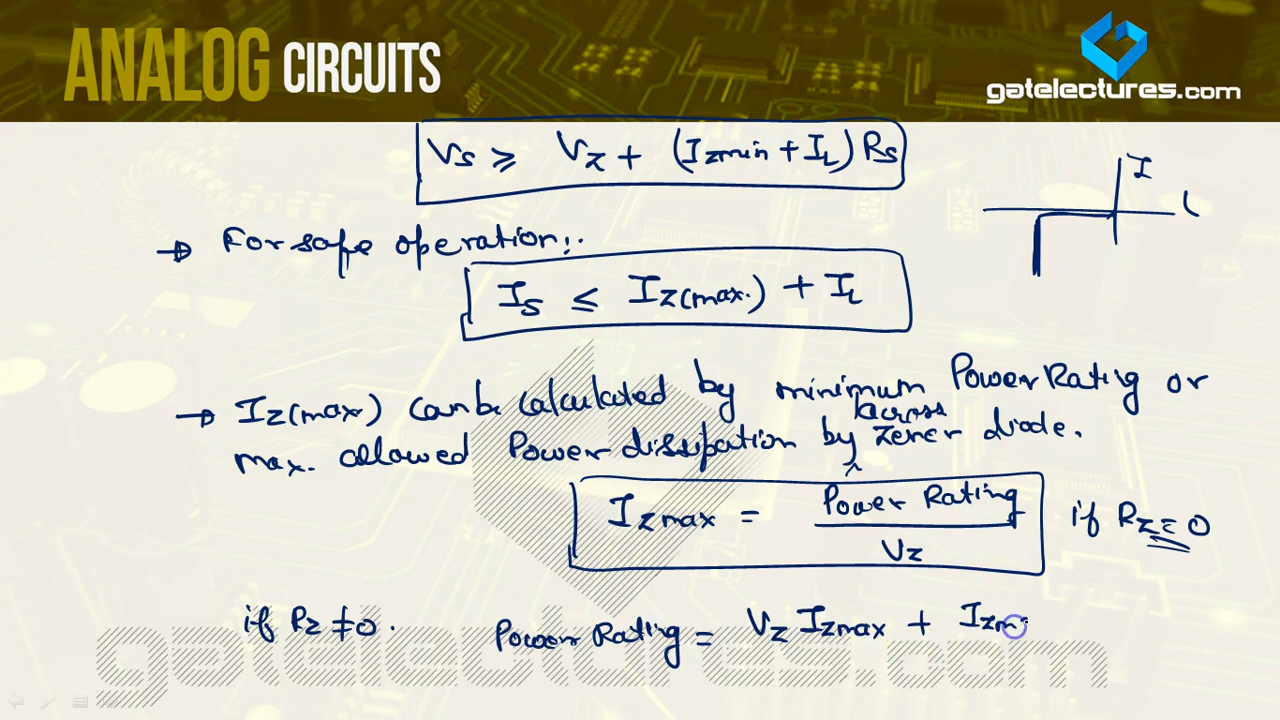 ANALOG CIRCUITS
gatelectures.com
Vs ≥ Vz + (Izmin + IL) Rs
I
→ For safe operation:.
Is ≤ Iz(max.) + IL
→ Iz(max) can be calculated by minimum Power Rating or
max. allowed Power dissipation by across zener diode.
Izmax = Power Rating / Vz if Rz = 0
if Rz ≠ 0. Power Rating = Vz Izmax + Izm
gatelectures.com